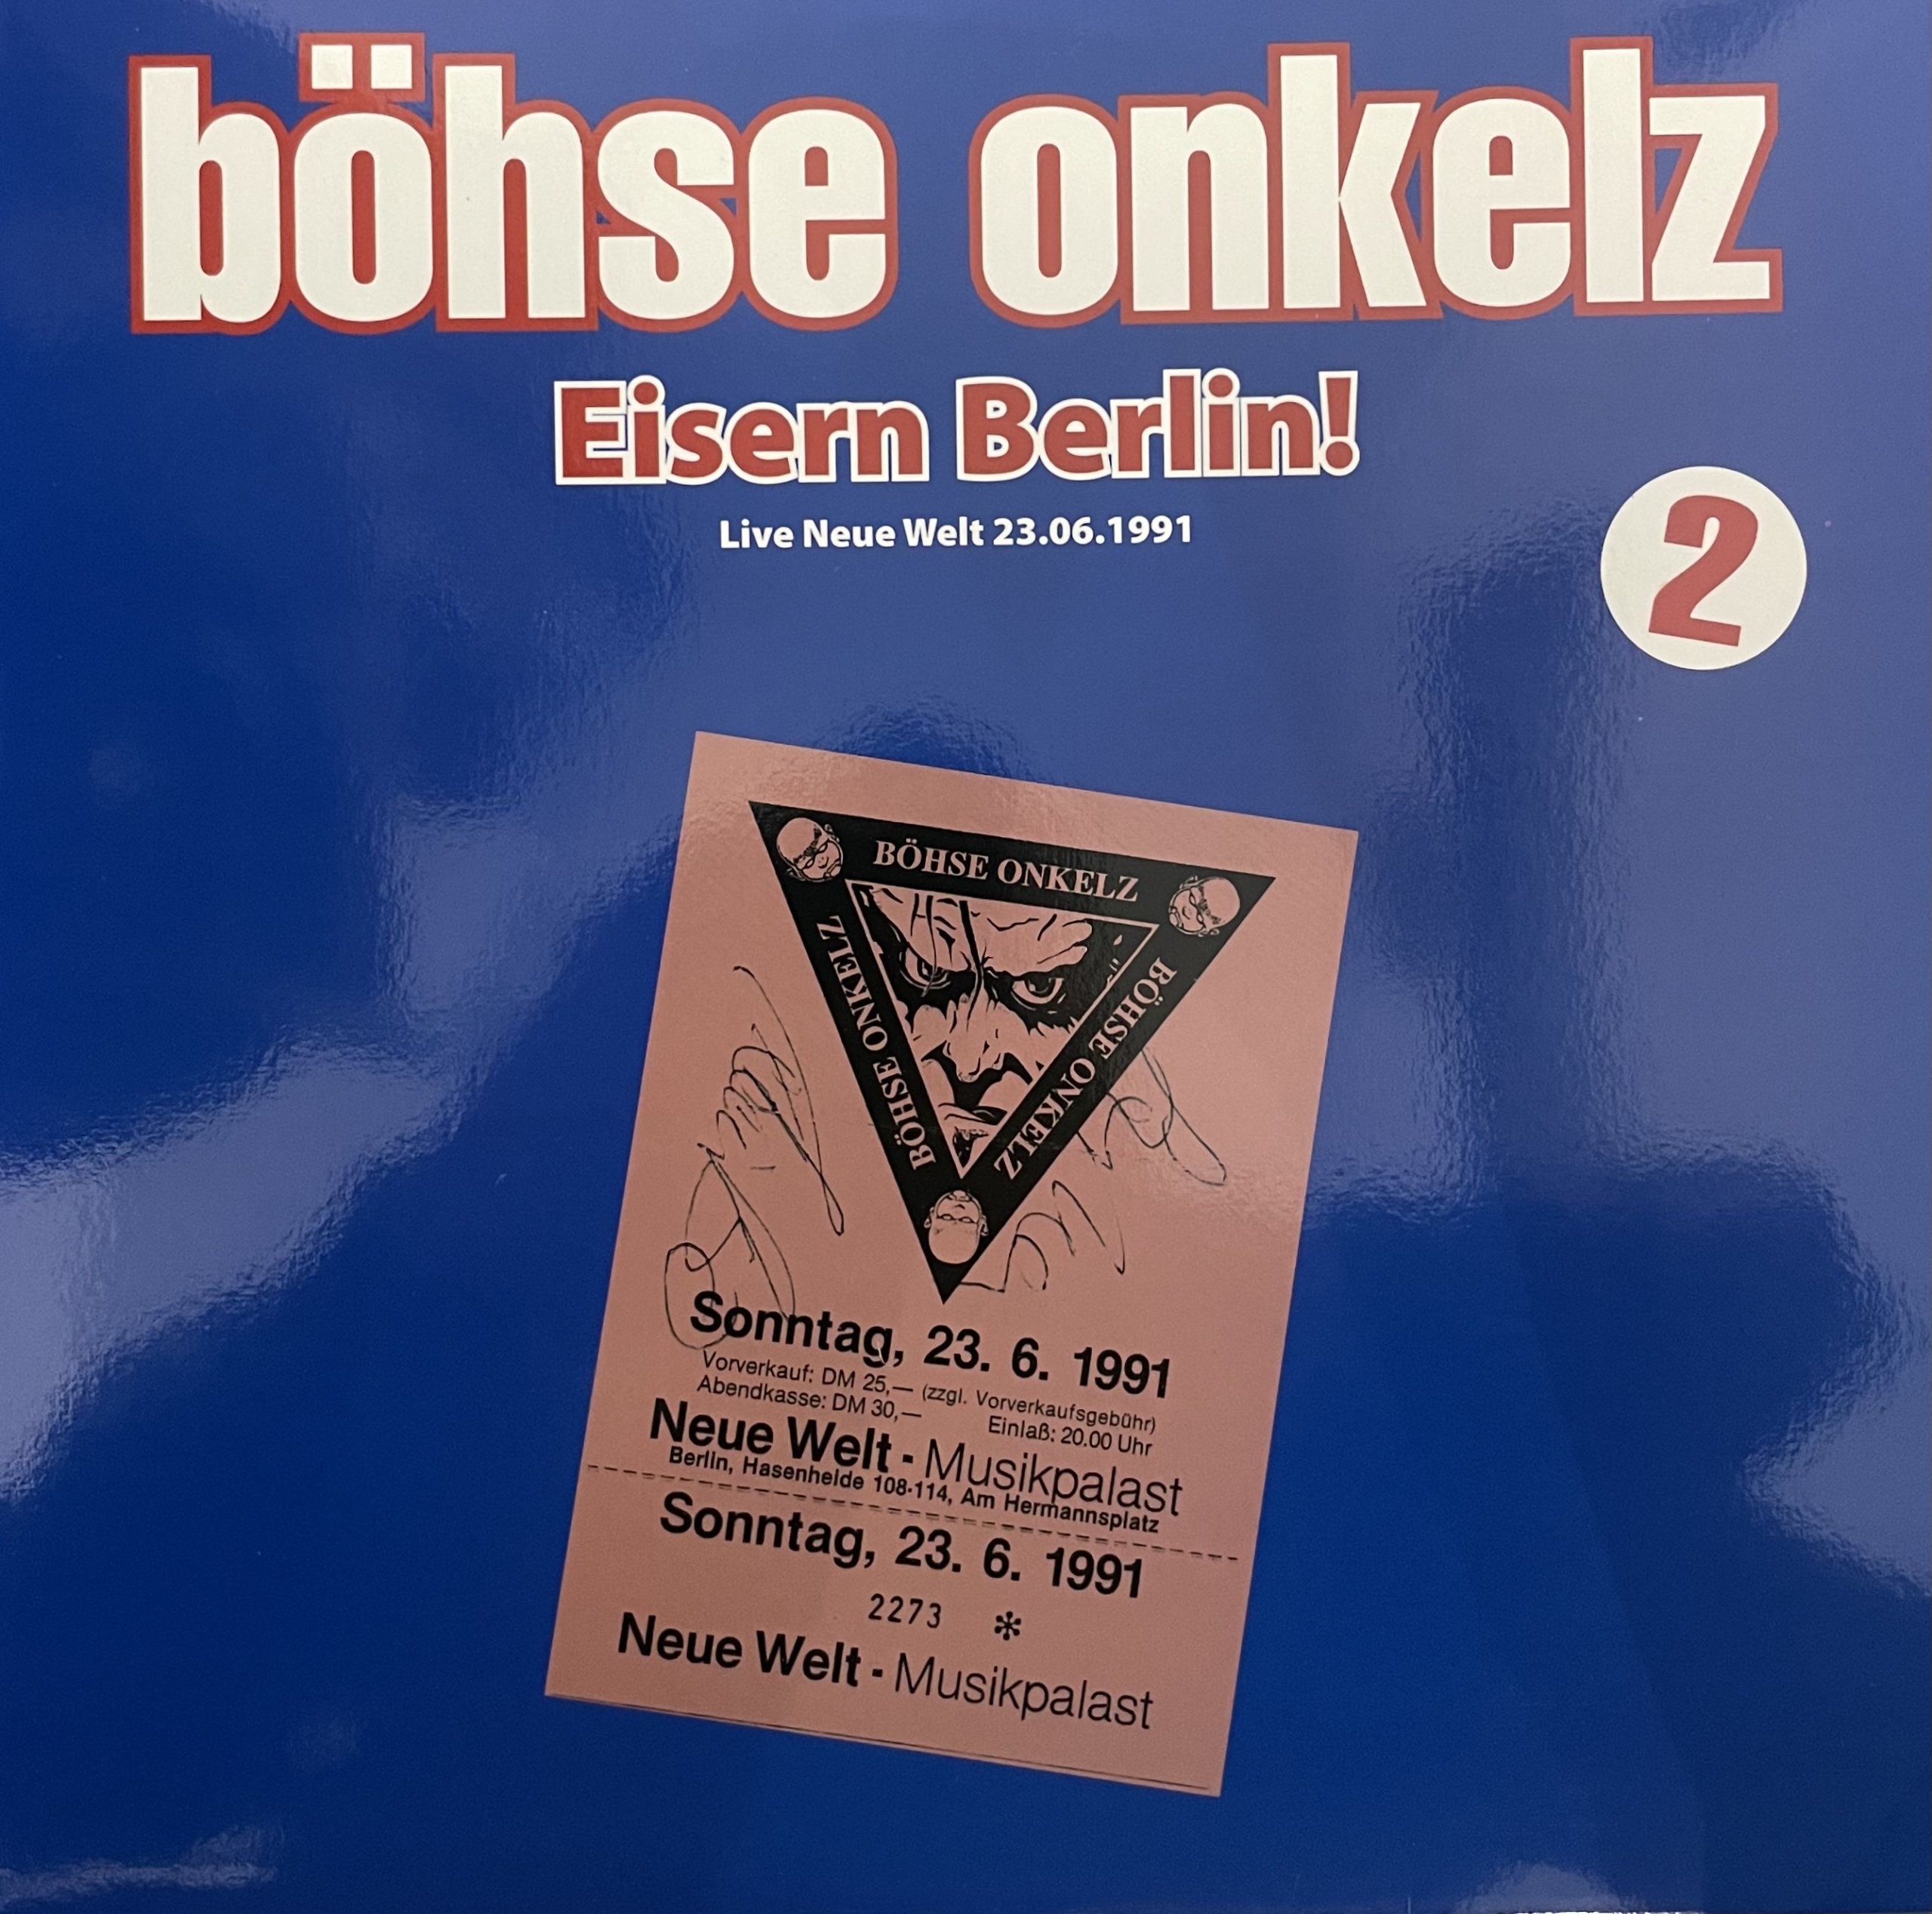 böhse onkelz
Eisern Berlin!
Live Neue Welt 23.06.1991
2
BÖHSE ONKELZ
BÖHSE ONKELZ
BÖHSE ONKELZ
Sonntag, 23. 6. 1991
Vorverkauf: DM 25,— (zzgl. Vorverkaufsgebühr)
Abendkasse: DM 30,— Einlaß: 20.00 Uhr
Neue Welt - Musikpalast
Berlin, Hasenheide 108-114, Am Hermannsplatz
Sonntag, 23. 6. 1991
2273 *
Neue Welt - Musikpalast